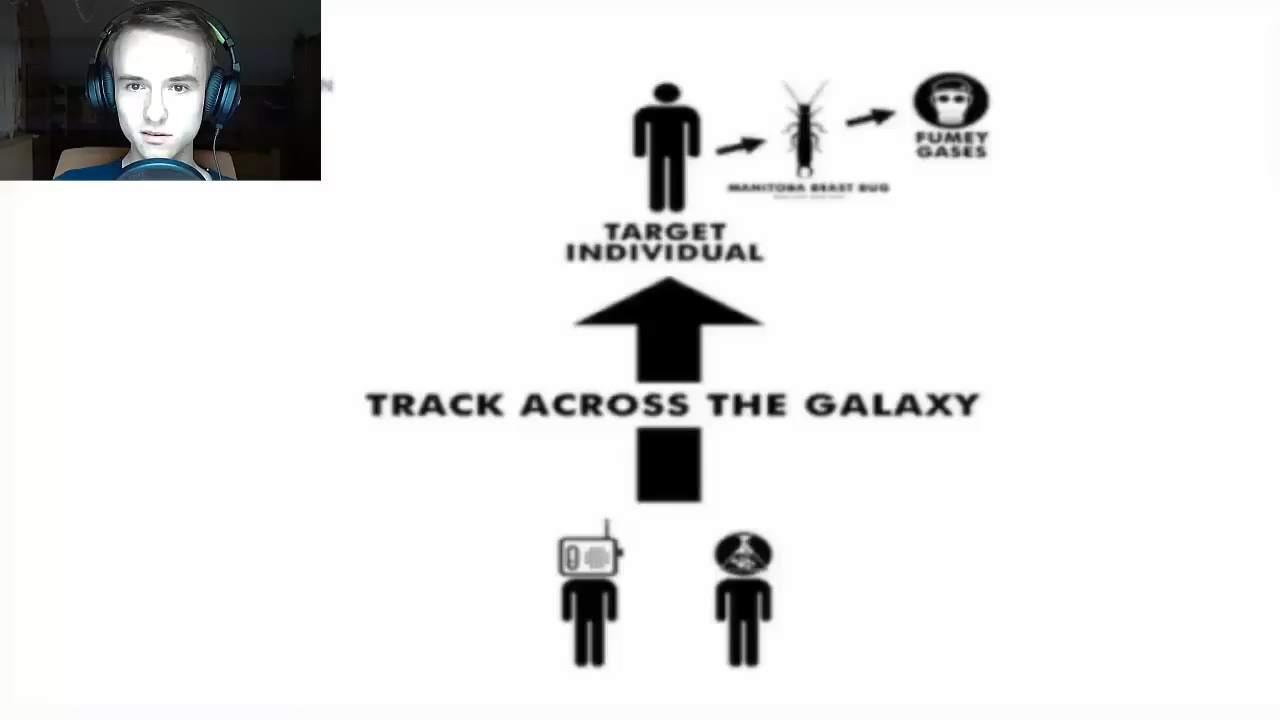 FUMEY
GASES
MANITOBA BEAST BUG
TARGET
INDIVIDUAL
TRACK ACROSS THE GALAXY